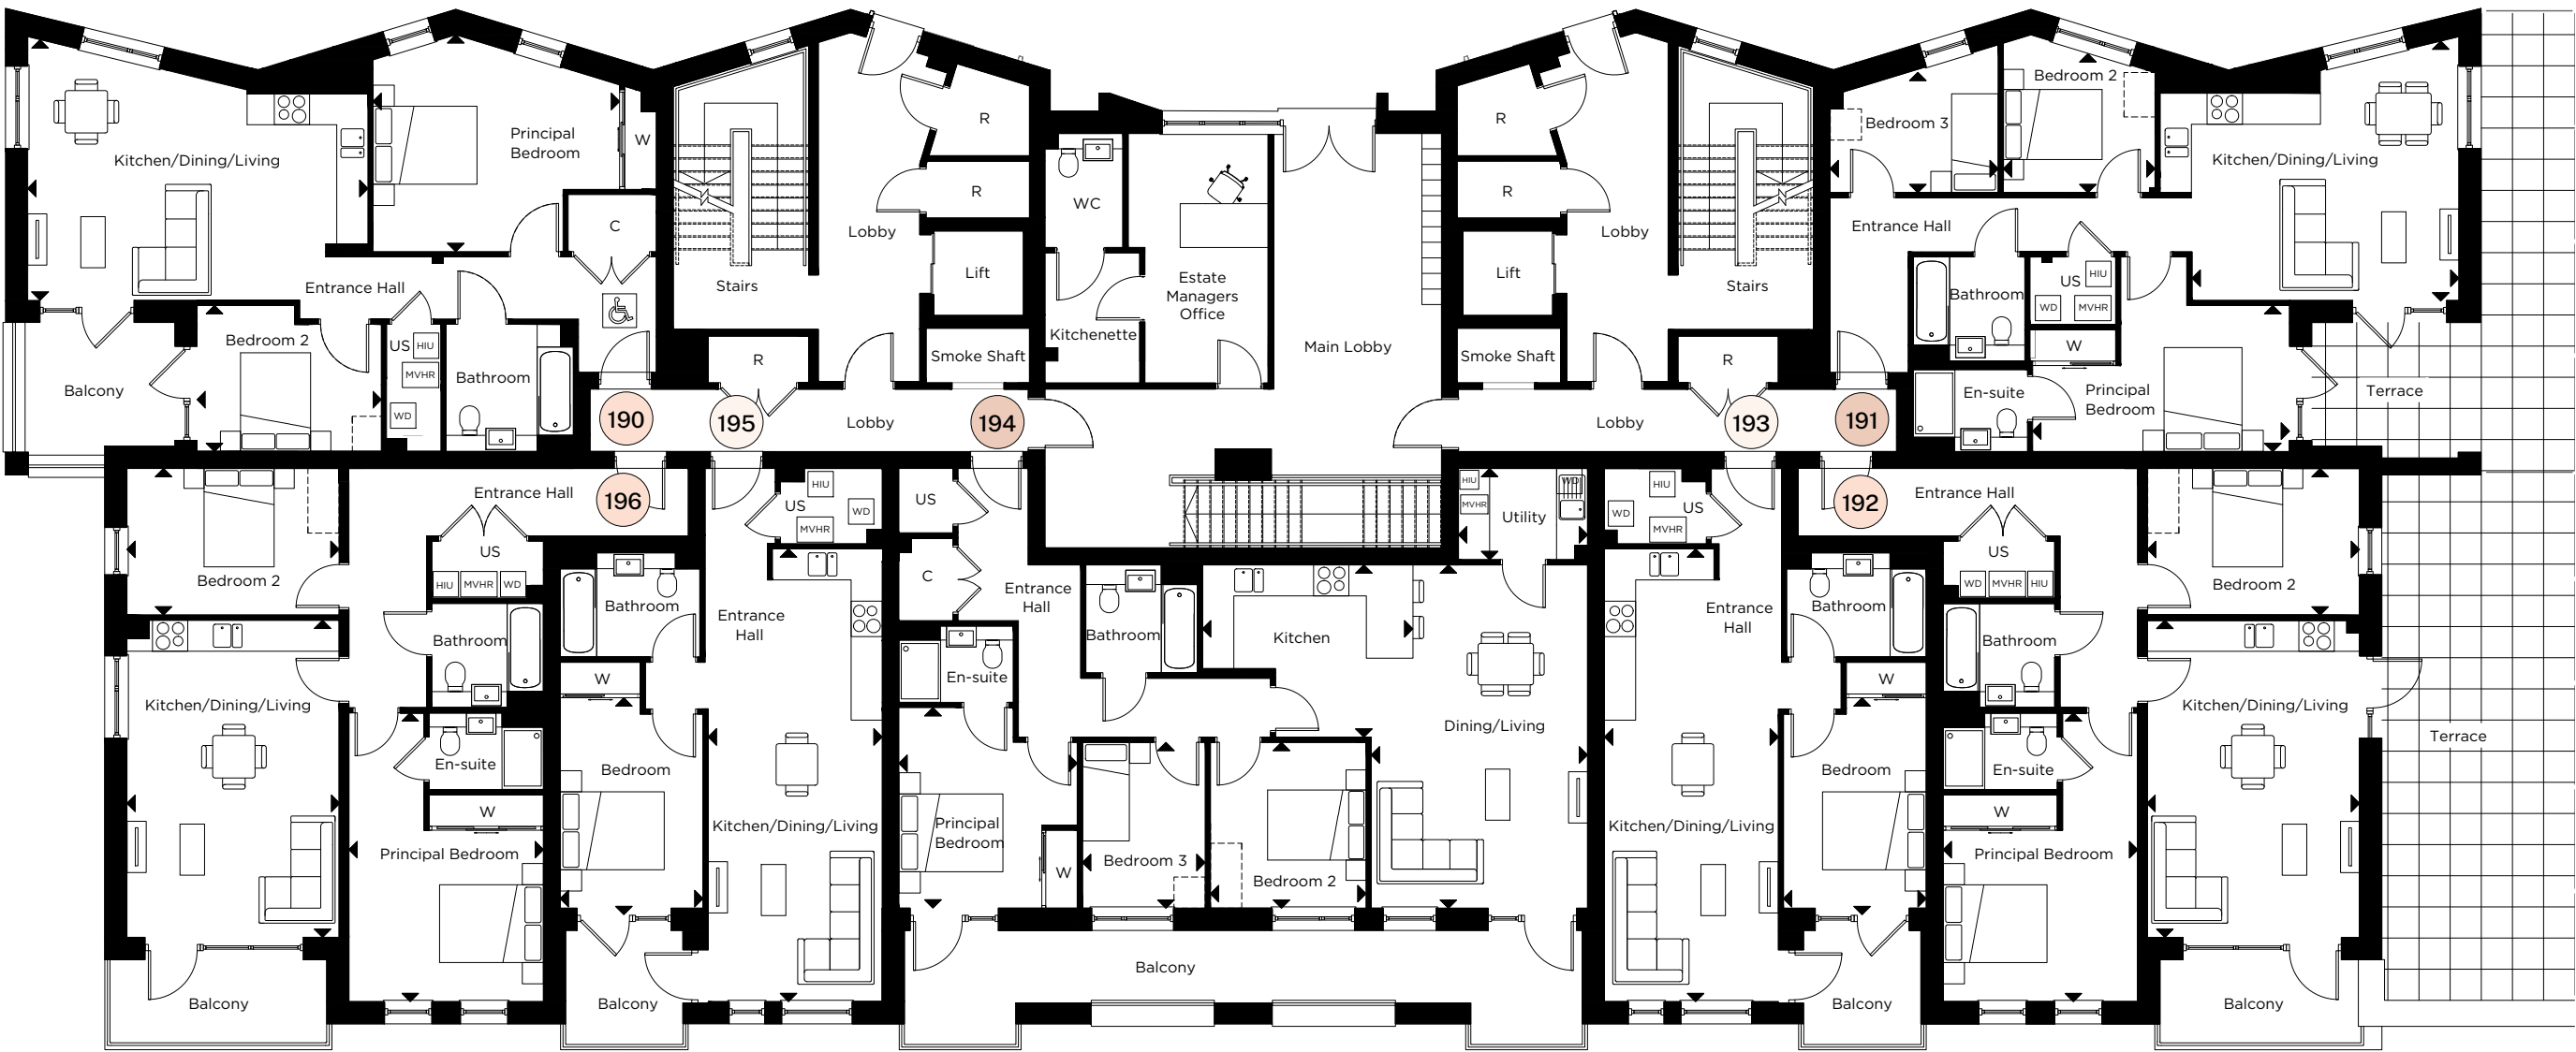 Kitchen/Dining/Living
Principal
Bedroom
W
C
Entrance Hall
Bedroom 2
Balcony
US
HIU
MVHR
WD
Bathroom
190
Stairs
Lobby
R
R
Lift
Smoke Shaft
R
195
Lobby
194
WC
Kitchenette
Estate
Managers
Office
Main Lobby
R
R
Lift
Lobby
Smoke Shaft
Stairs
R
Lobby
193
191
Bedroom 3
Bedroom 2
Kitchen/Dining/Living
Entrance Hall
Bathroom
US
HIU
WD
MVHR
W
En-suite
Principal
Bedroom
Terrace
Bedroom 2
Entrance Hall
196
US
HIU
MVHR
WD
Bathroom
Kitchen/Dining/Living
En-suite
W
Principal Bedroom
Balcony
US
HIU
WD
MVHR
Bathroom
Entrance
Hall
W
Bedroom
Kitchen/Dining/Living
Balcony
US
C
Entrance
Hall
Bathroom
En-suite
Kitchen
Dining/Living
Utility
HIU
MVHR
WD
Principal
Bedroom
W
Bedroom 3
Bedroom 2
Balcony
HIU
US
WD
MVHR
Entrance
Hall
Bathroom
W
Bedroom
Kitchen/Dining/Living
Balcony
192
Entrance Hall
US
WD
MVHR
HIU
Bathroom
Bedroom 2
Kitchen/Dining/Living
En-suite
W
Principal Bedroom
Balcony
Terrace